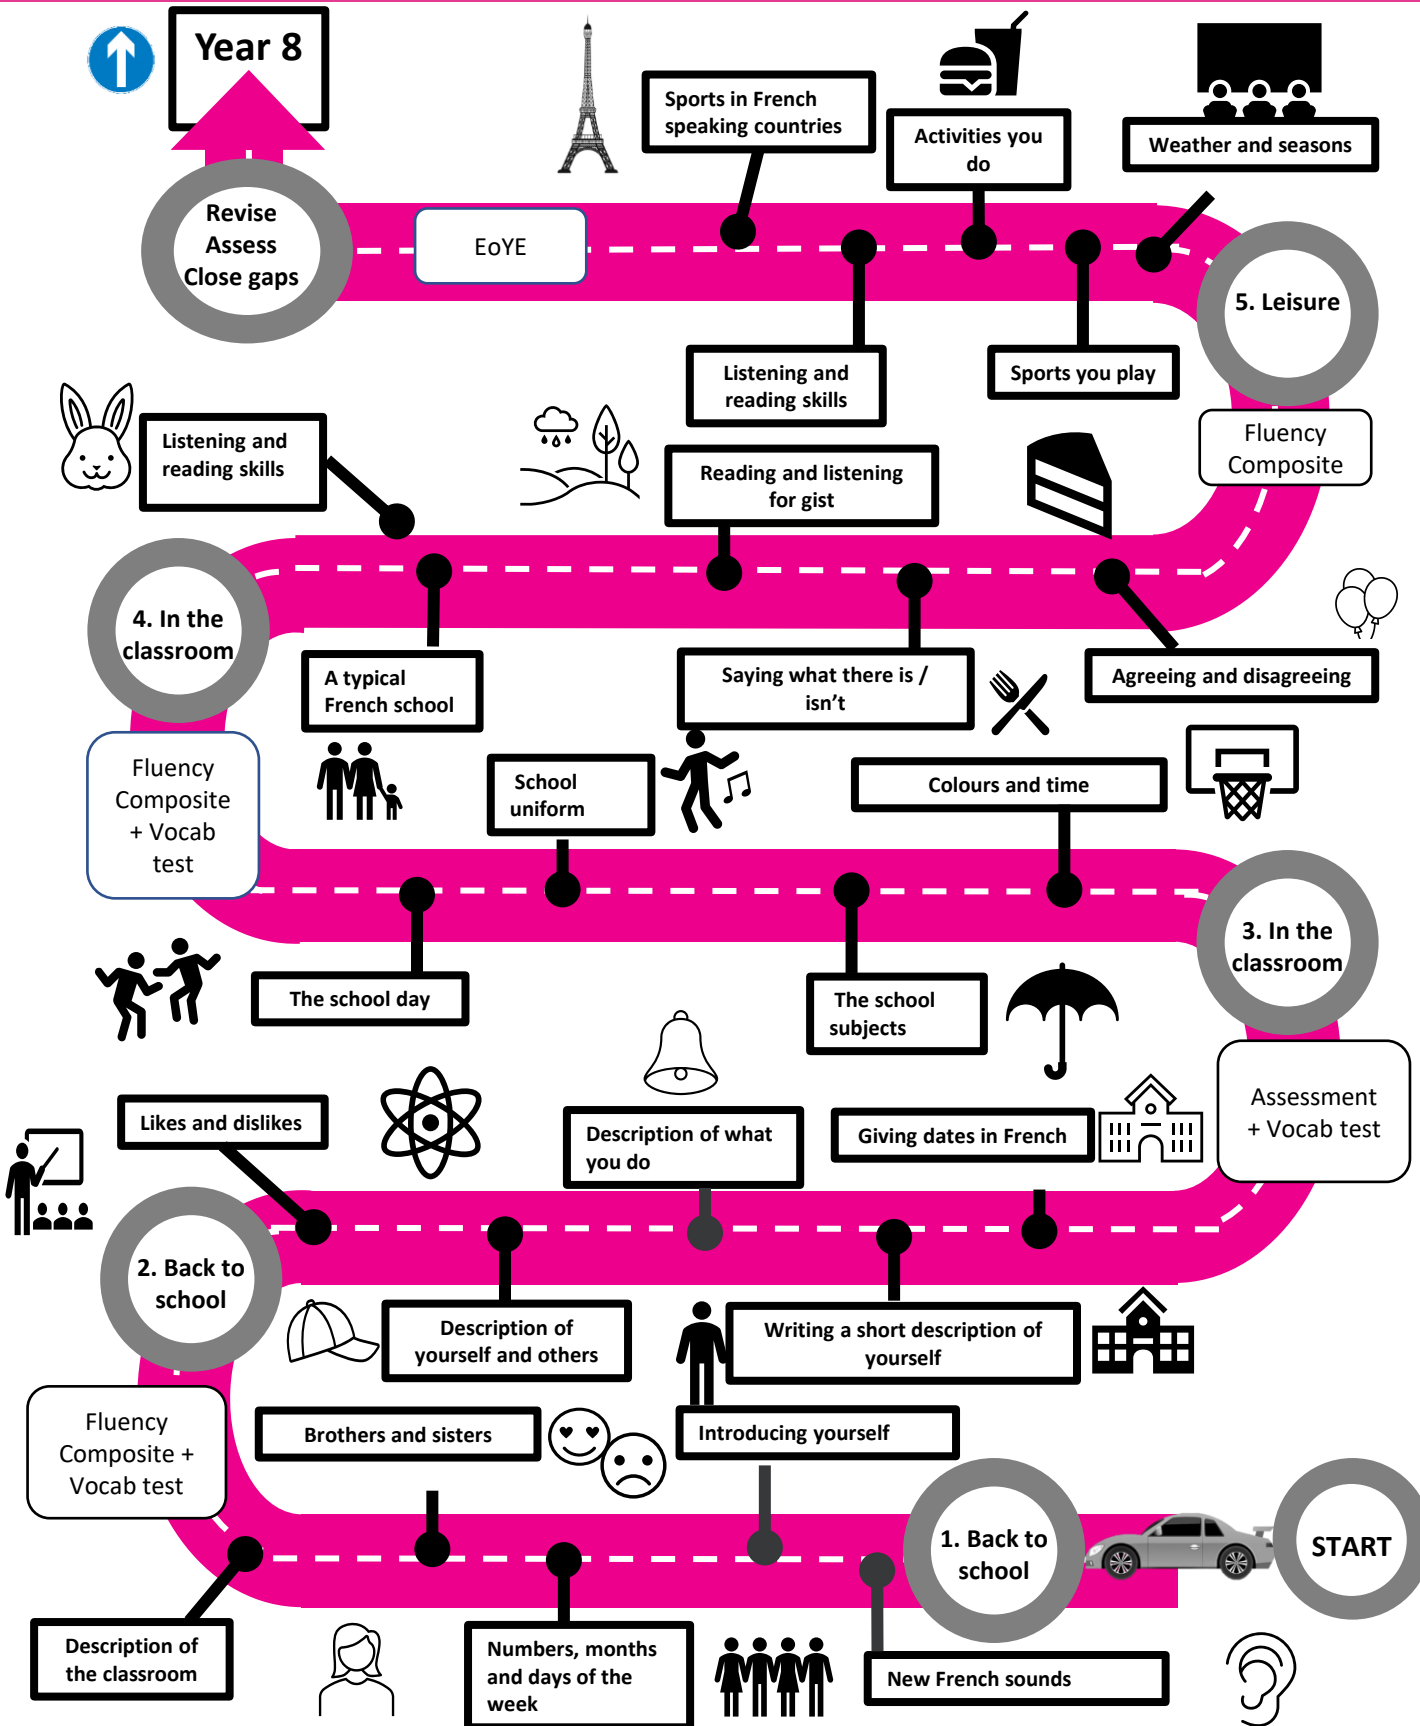 Year 8
Sports in French
speaking countries
Activities you
do
Weather and seasons
Revise
Assess
Close gaps
EoYE
5. Leisure
Listening and
reading skills
Sports you play
Fluency
Composite
Listening and
reading skills
Reading and listening
for gist
4. In the
classroom
A typical
French school
Saying what there is /
isn't
Agreeing and disagreeing
Fluency
Composite
+ Vocab
test
School
uniform
Colours and time
3. In the
classroom
The school day
The school
subjects
Assessment
+ Vocab test
Likes and dislikes
Description of what
you do
Giving dates in French
2. Back to
school
Description of
yourself and others
Writing a short description of
yourself
Fluency
Composite +
Vocab test
Brothers and sisters
Introducing yourself
1. Back to
school
START
Description of
the classroom
Numbers, months
and days of the
week
New French sounds